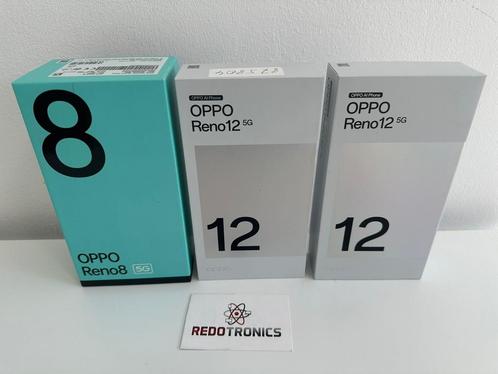 8
OPPO
Reno8 5G
OPPO AI Phone
OPPO
Reno12 5G
12
oppo
OPPO AI Phone
OPPO
Reno12 5G
12
REDOTRONICS